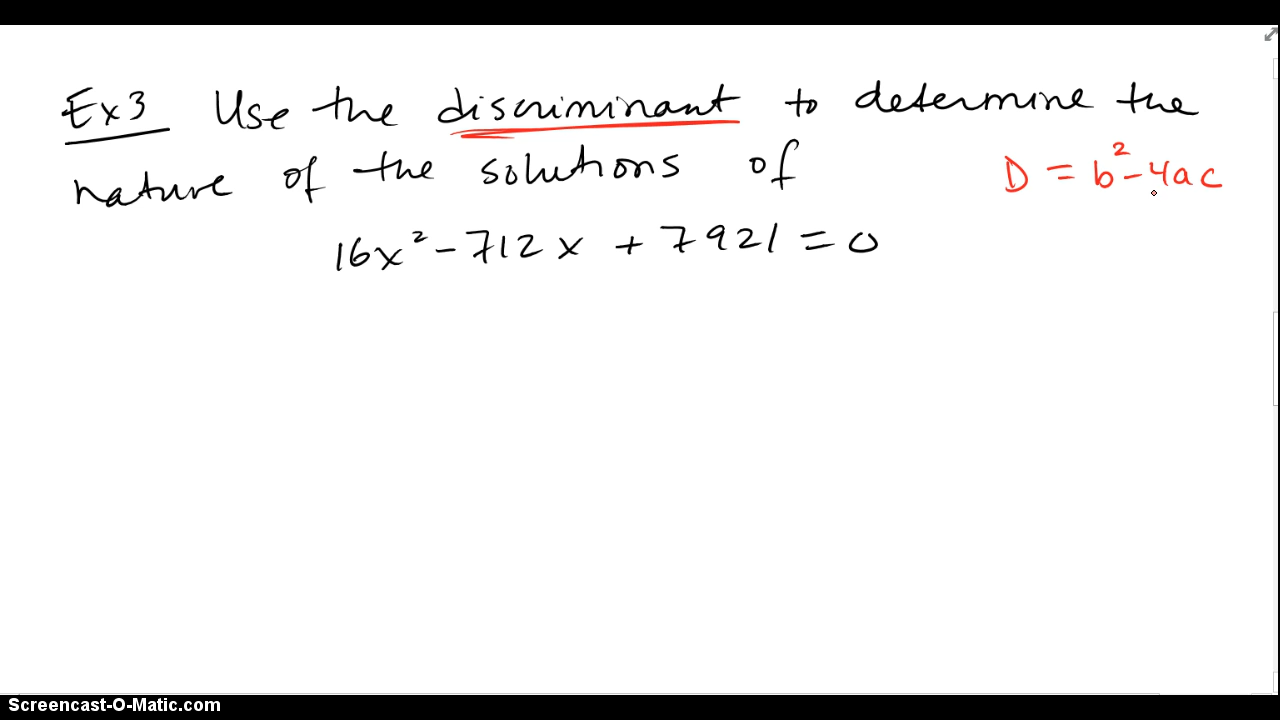 Ex3 Use the discriminant to determine the
nature of the solutions of
D = b² - 4ac
16x² - 712x + 7921 = 0
Screencast-O-Matic.com